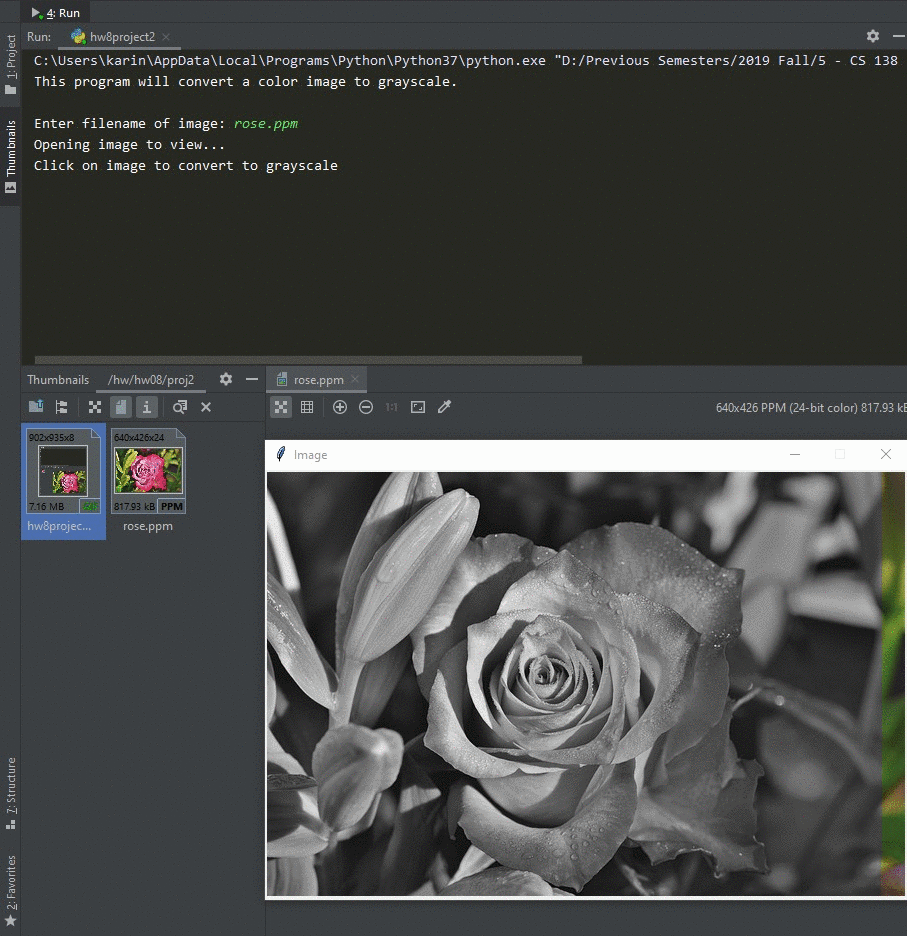 4: Run
Run: hw8project2
C:\Users\karin\AppData\Local\Programs\Python\Python37\python.exe "D:/Previous Semesters/2019 Fall/5 - CS 138
This program will convert a color image to grayscale.
Enter filename of image: rose.ppm
Opening image to view...
Click on image to convert to grayscale
1: Project
Thumbnails
Thumbnails /hw/hw08/proj2
rose.ppm
1:1
640x426 PPM (24-bit color) 817.93 kB
902x935x8
640x426x24
7.16 MB
817.93 kB PPM
hw8projec...
rose.ppm
Image
7: Structure
2: Favorites